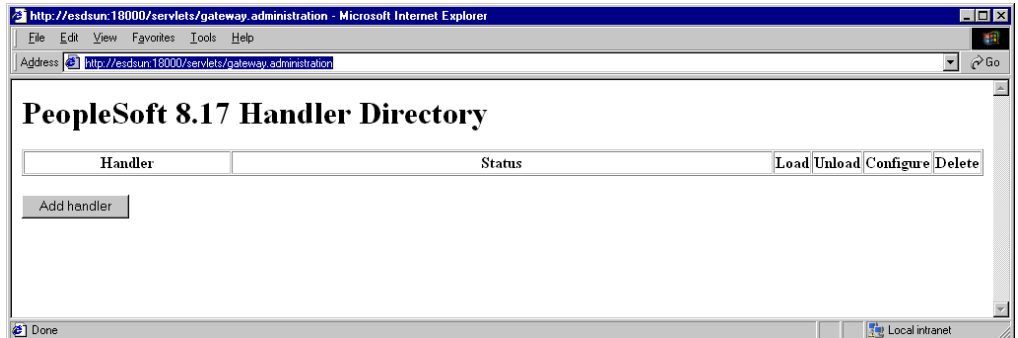 http://esdsun:18000/servlets/gateway.administration - Microsoft Internet Explorer
File Edit View Favorites Tools Help
Address http://esdsun:18000/servlets/gateway.administration Go
PeopleSoft 8.17 Handler Directory
Handler Status Load Unload Configure Delete
Add handler
Done Local intranet